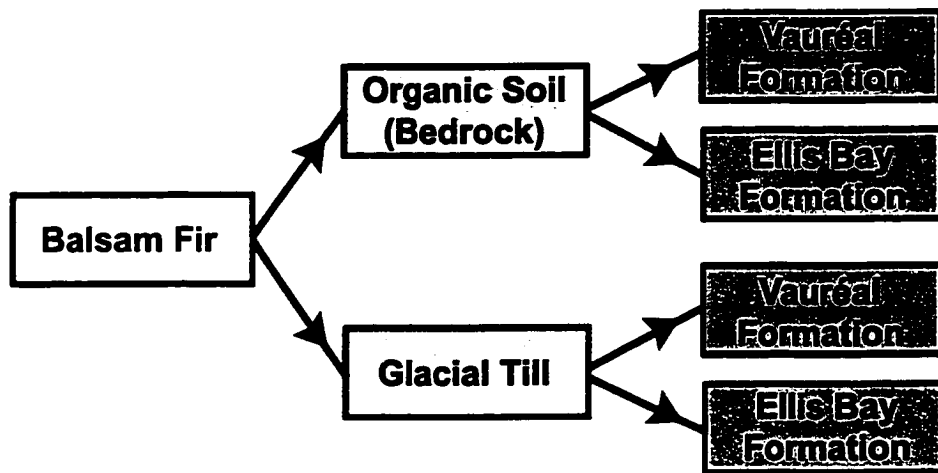 Balsam Fir
Organic Soil
(Bedrock)
Glacial Till
Vauréal
Formation
Ellis Bay
Formation
Vauréal
Formation
Ellis Bay
Formation